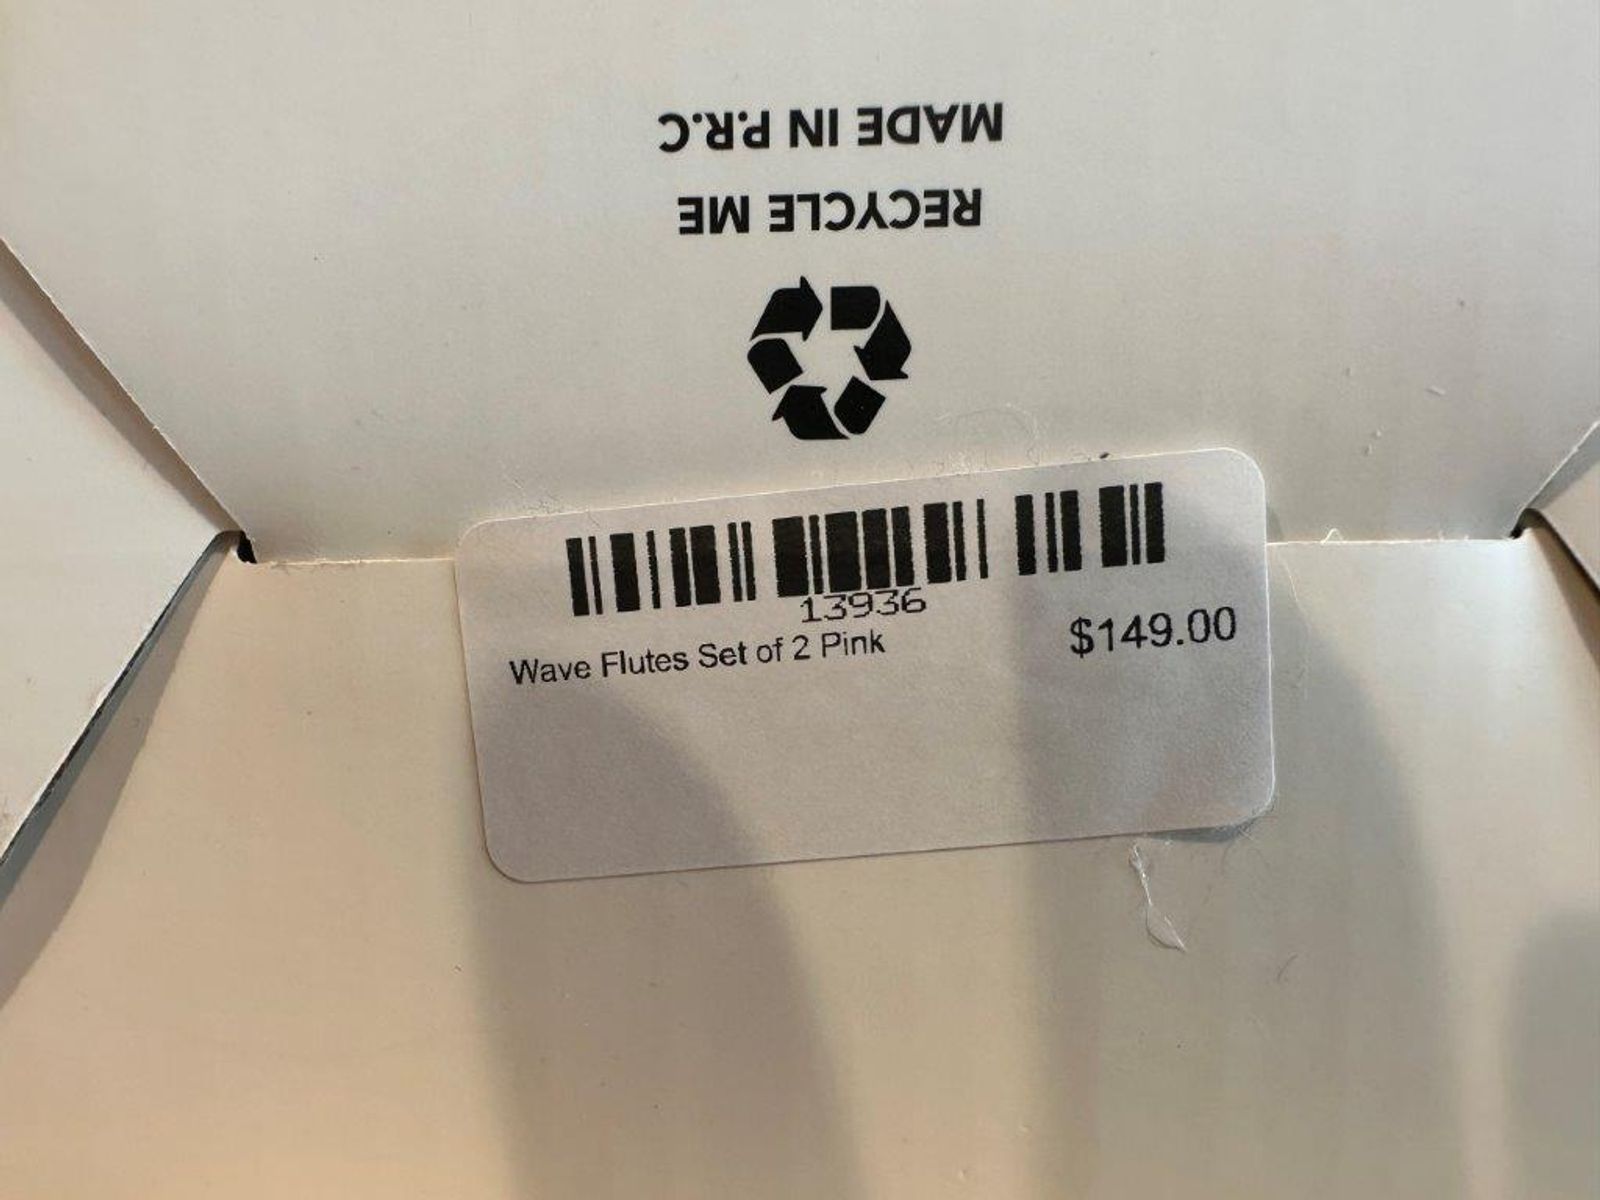 MADE IN P.R.C
RECYCLE ME
13936
Wave Flutes Set of 2 Pink
$149.00